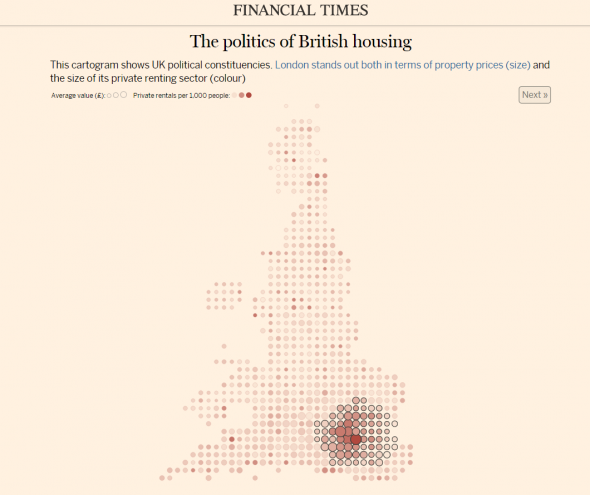 FINANCIAL TIMES
The politics of British housing
This cartogram shows UK political constituencies. London stands out both in terms of property prices (size) and
the size of its private renting sector (colour)
Average value (£): Private rentals per 1,000 people:
Next »